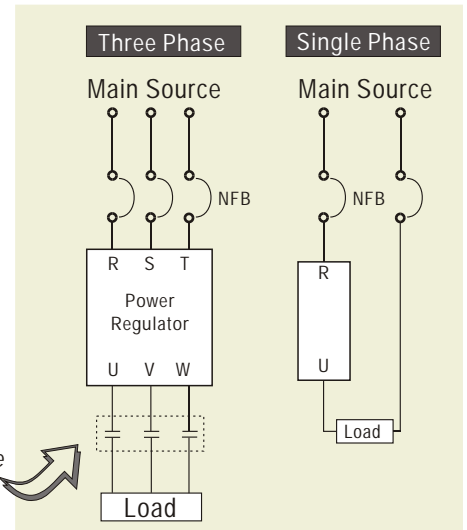 Three Phase
Main Source
NFB
R S T
Power
Regulator
U V W
Load
Single Phase
Main Source
NFB
R
U
Load